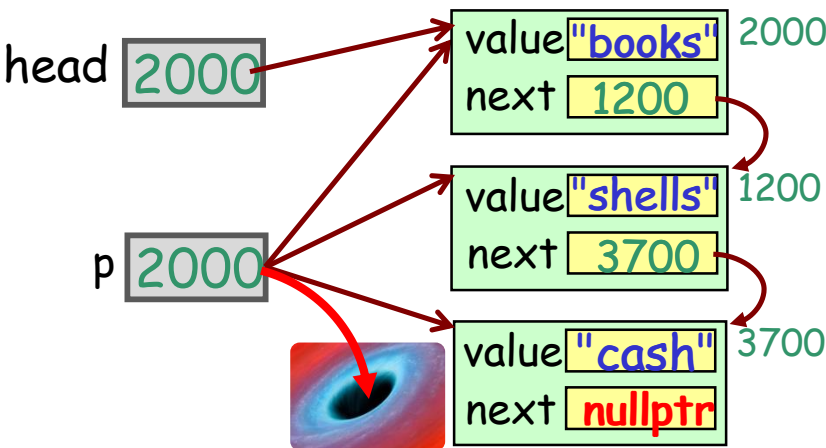 head 2000
value "books" 2000
next 1200
value "shells" 1200
next 3700
p 2000
value "cash" 3700
next nullptr